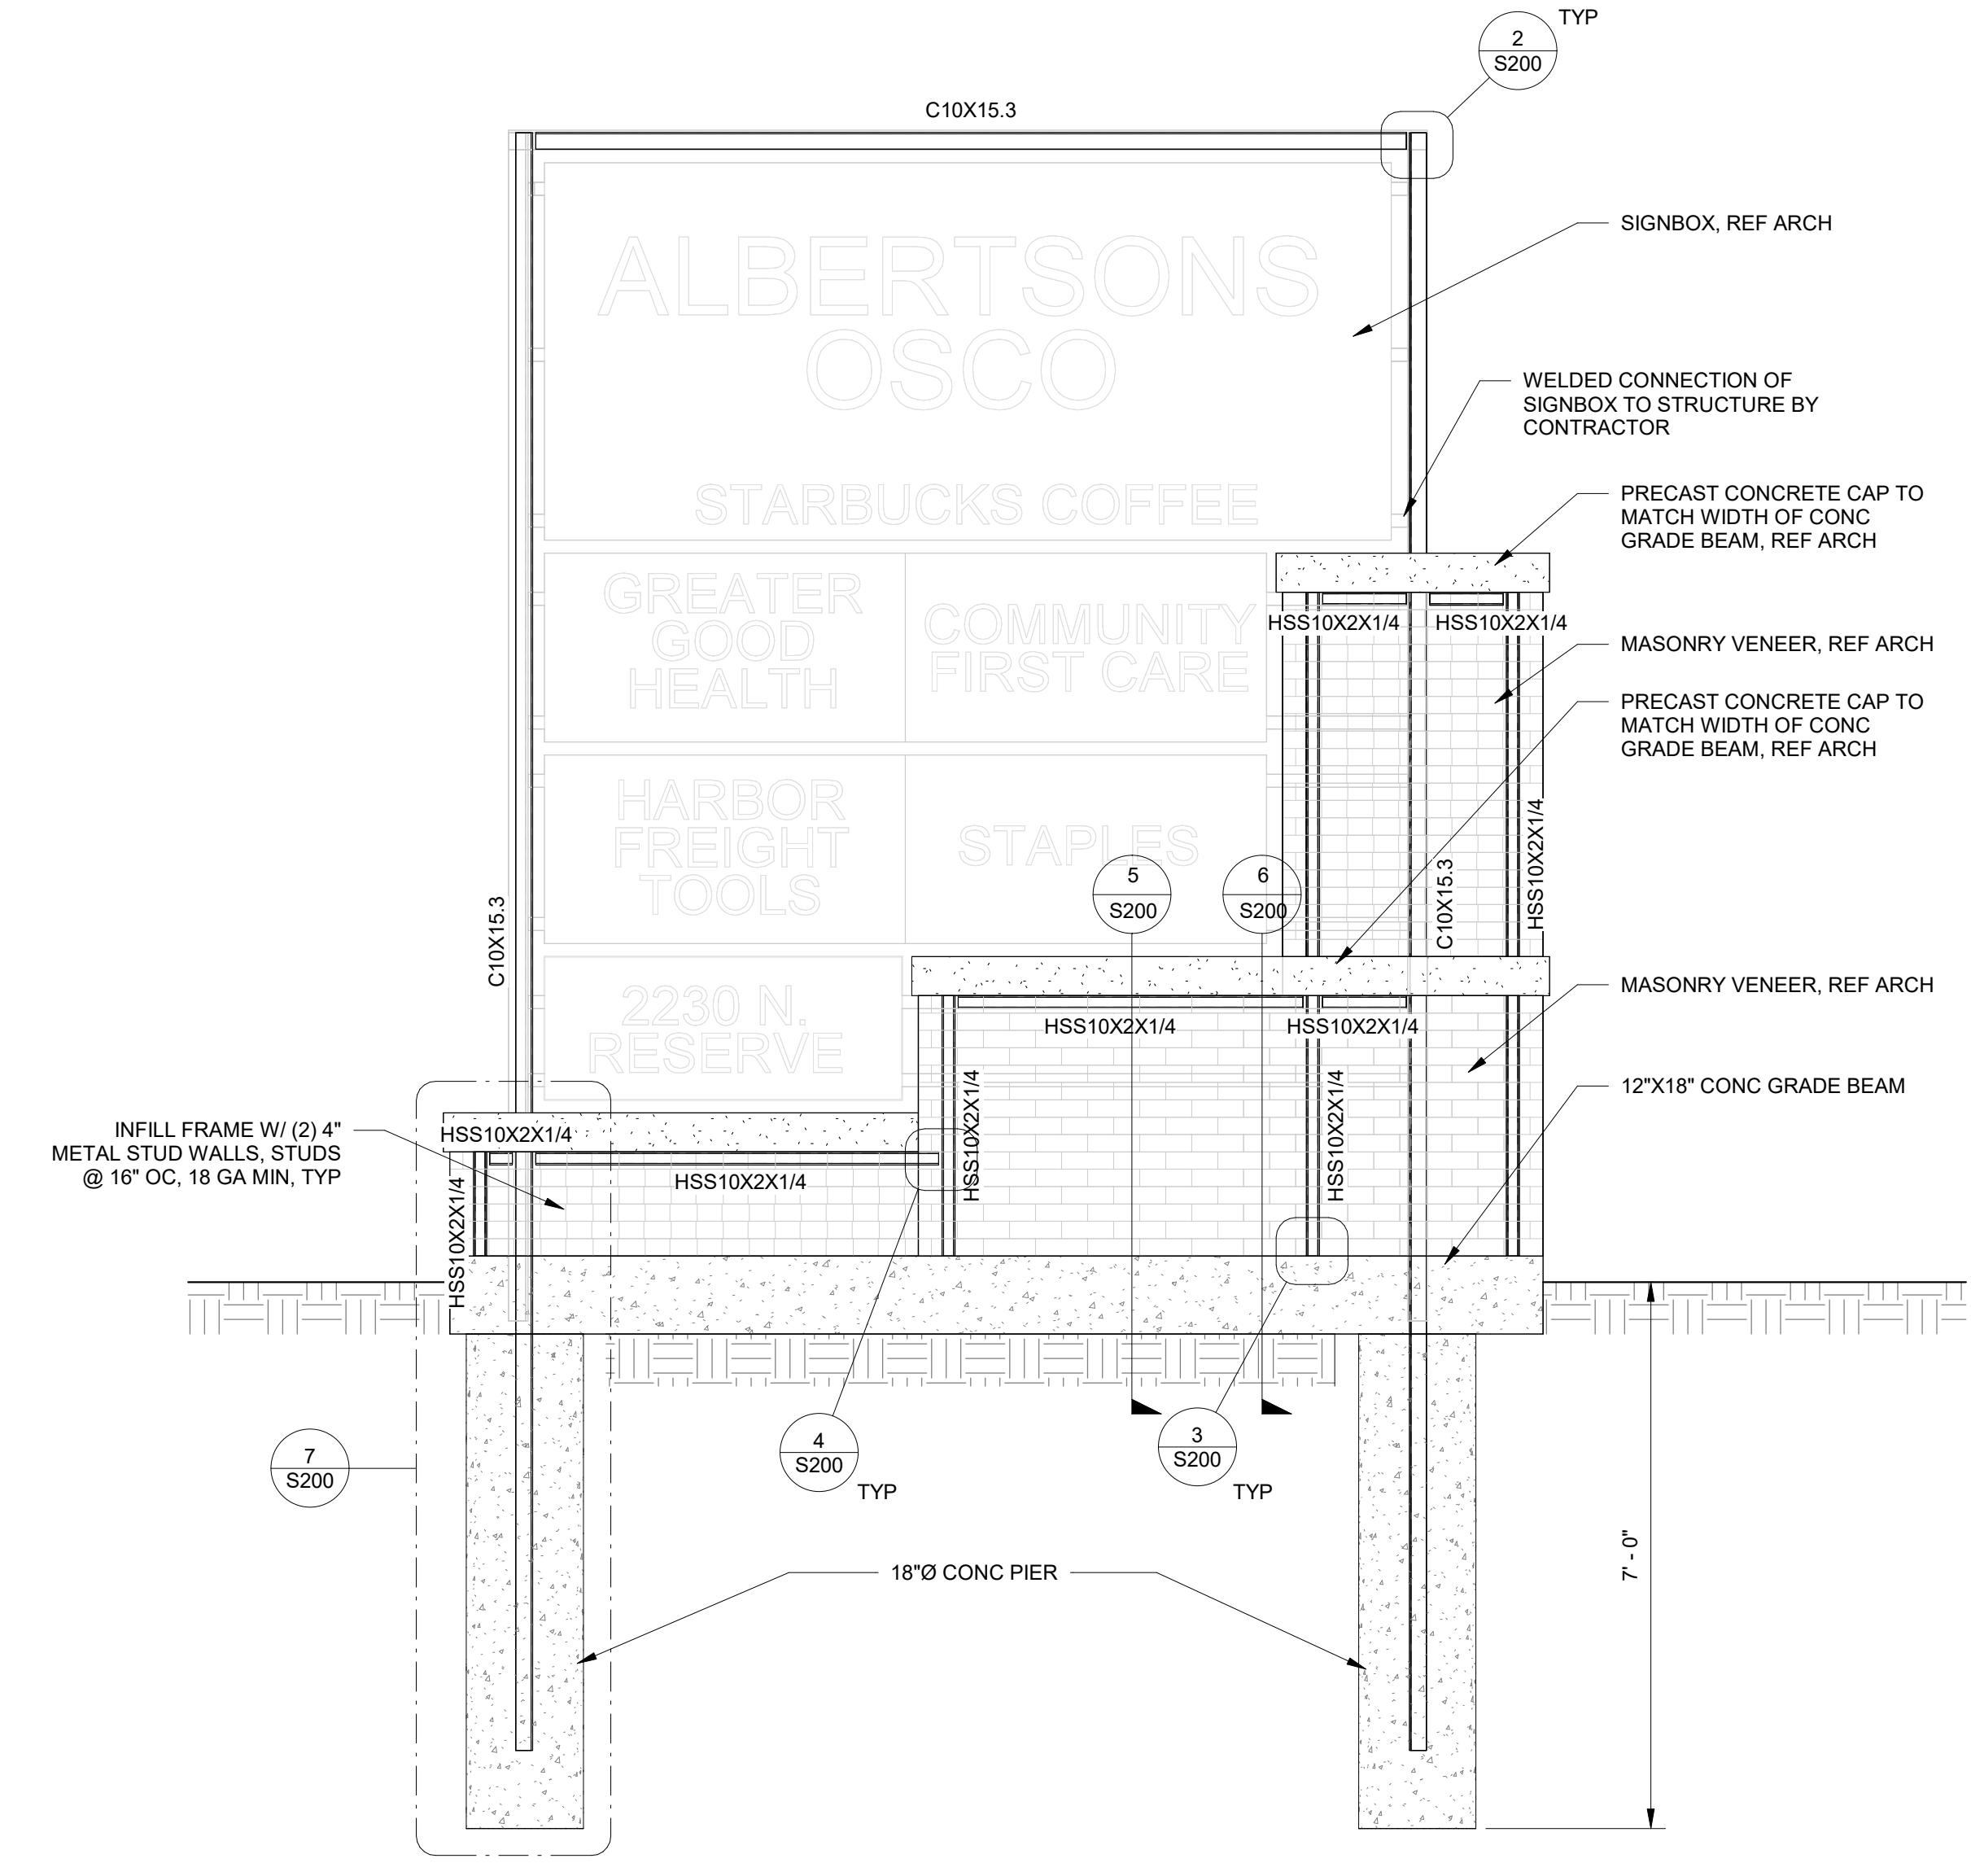 2
S200
TYP
C10X15.3
SIGNBOX, REF ARCH
ALBERTSONS
OSCO
WELDED CONNECTION OF
SIGNBOX TO STRUCTURE BY
CONTRACTOR
STARBUCKS COFFEE
PRECAST CONCRETE CAP TO
MATCH WIDTH OF CONC
GRADE BEAM, REF ARCH
GREATER
GOOD
HEALTH
COMMUNITY
FIRST CARE
HSS10X2X1/4
HSS10X2X1/4
MASONRY VENEER, REF ARCH
PRECAST CONCRETE CAP TO
MATCH WIDTH OF CONC
GRADE BEAM, REF ARCH
HARBOR
FREIGHT
TOOLS
STAPLES
HSS10X2X1/4
C10X15.3
C10X15.3
5
S200
6
S200
2230 N.
RESERVE
HSS10X2X1/4
HSS10X2X1/4
MASONRY VENEER, REF ARCH
12"X18" CONC GRADE BEAM
INFILL FRAME W/ (2) 4"
METAL STUD WALLS, STUDS
@ 16" OC, 18 GA MIN, TYP
HSS10X2X1/4
HSS10X2X1/4
HSS10X2X1/4
HSS10X2X1/4
HSS10X2X1/4
7
S200
4
S200
TYP
3
S200
TYP
18"Ø CONC PIER
7' - 0"